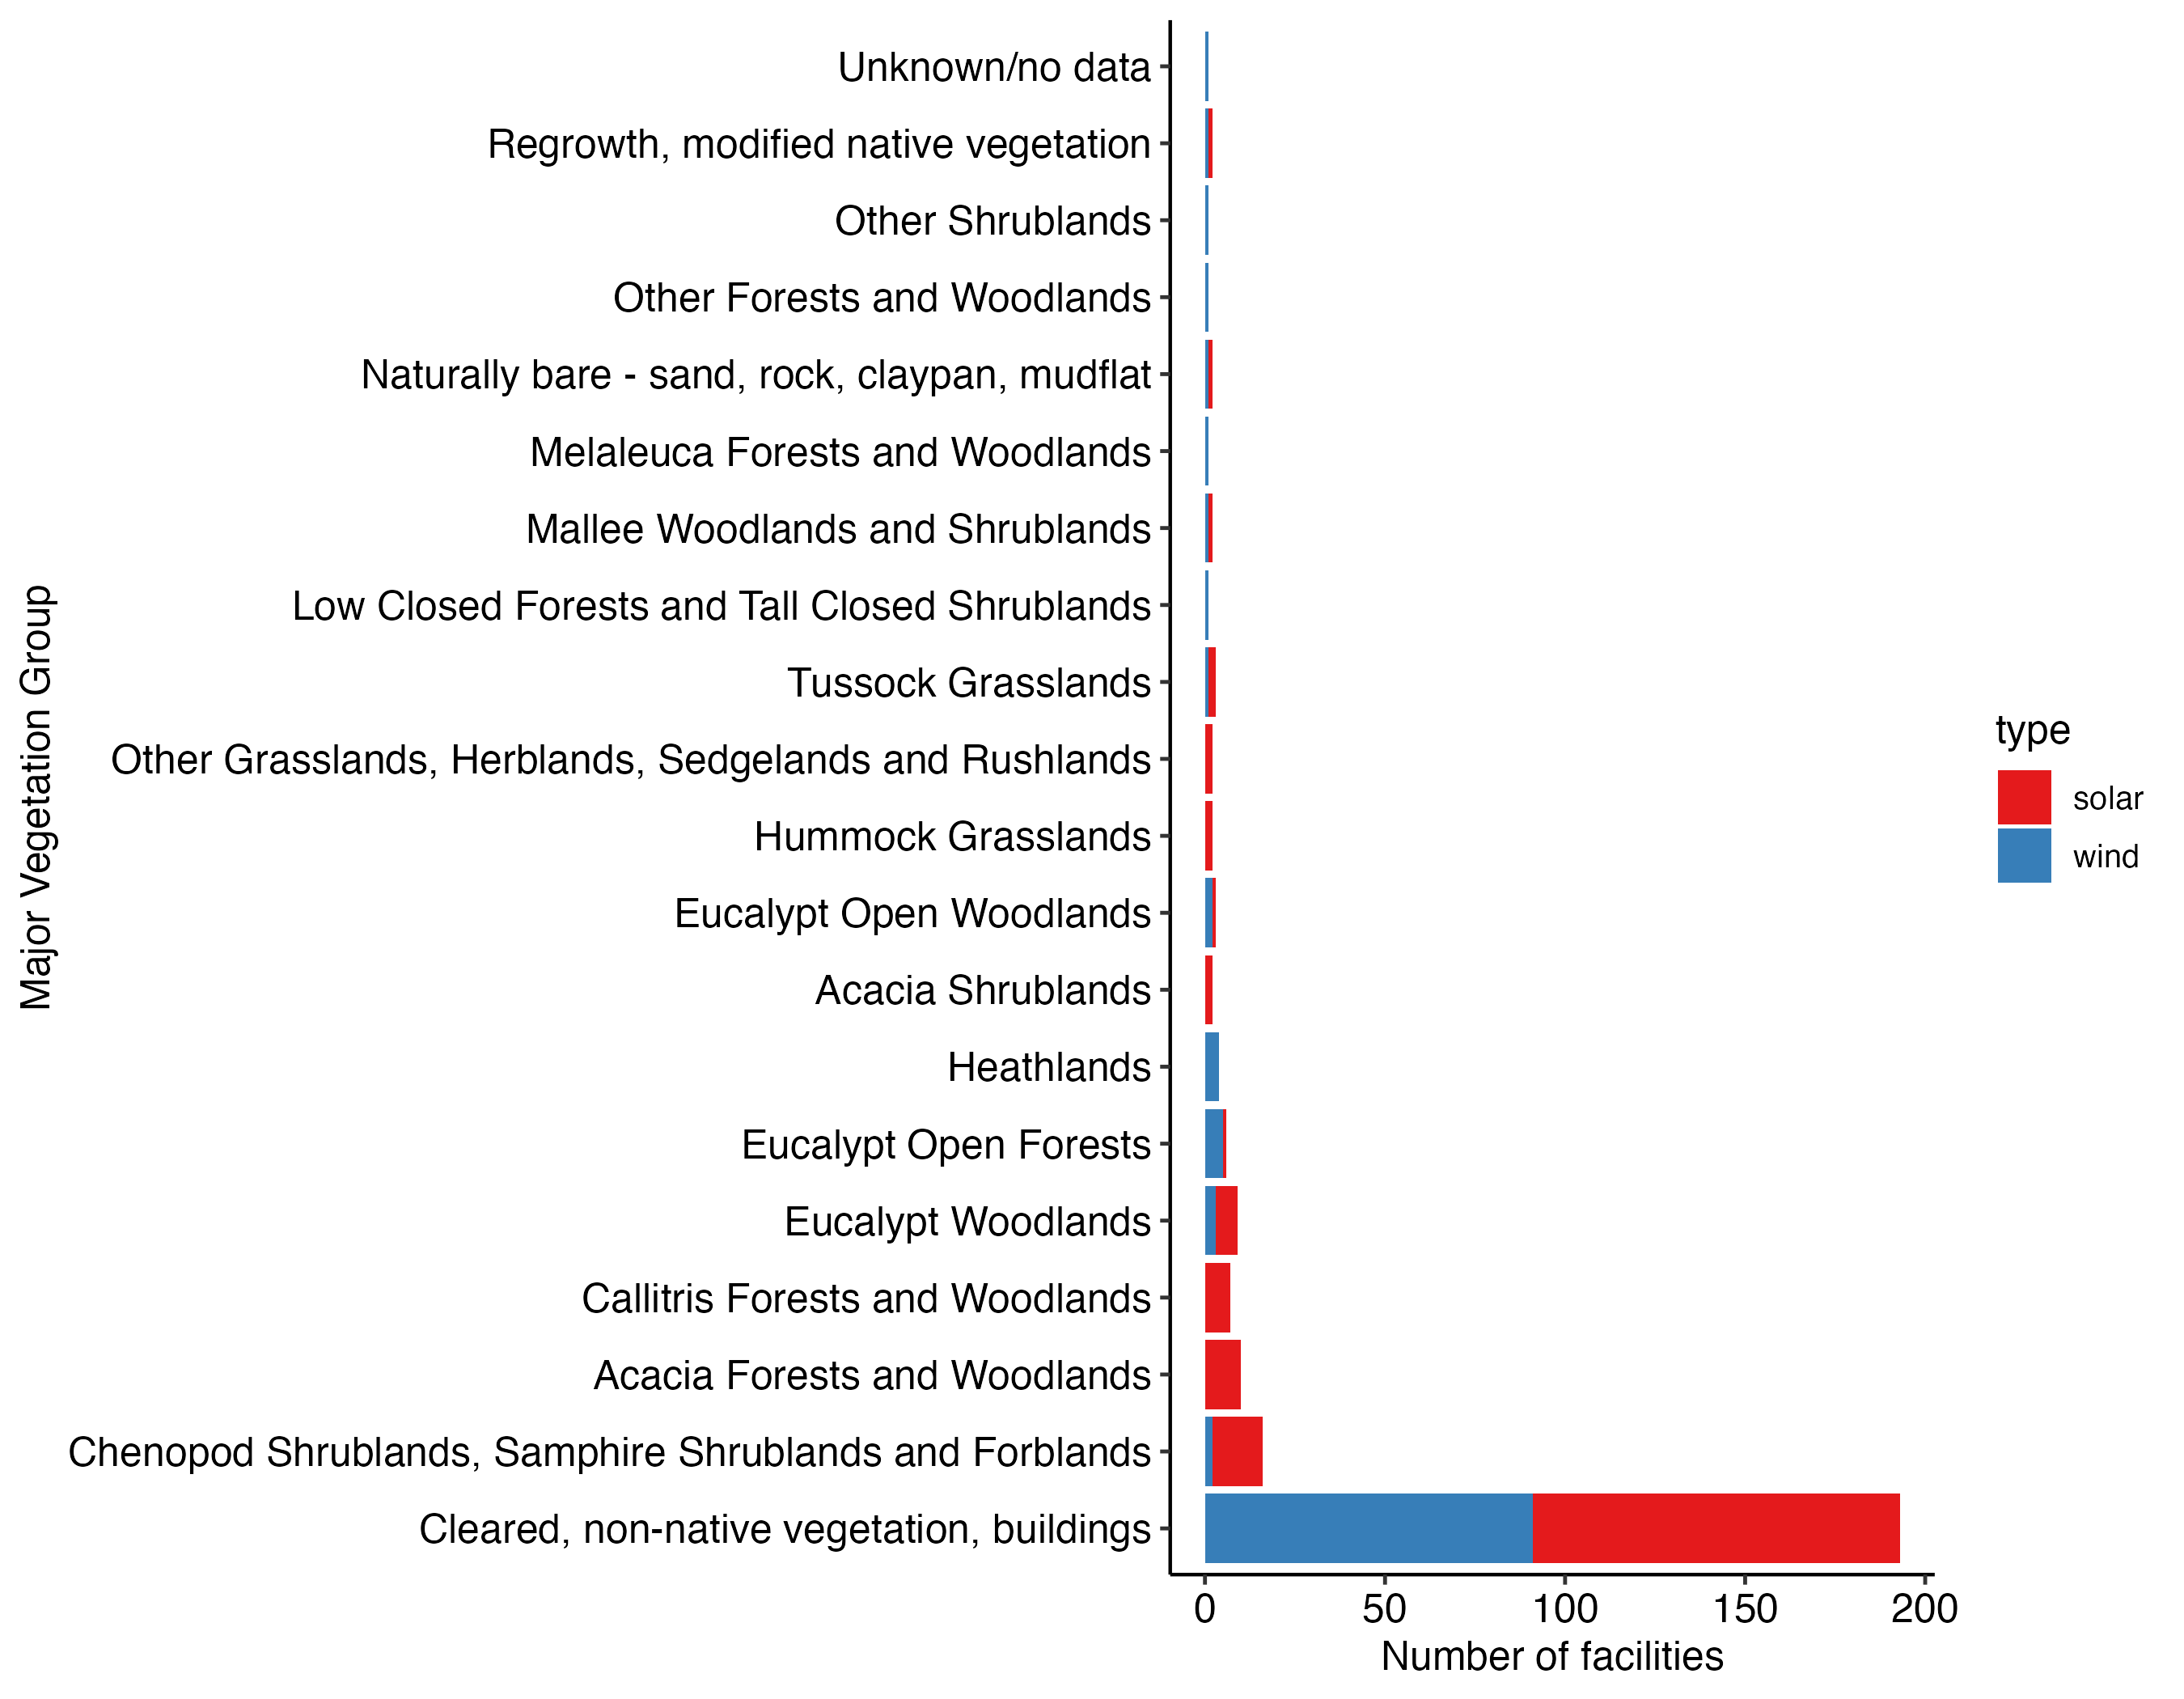 Major Vegetation Group
Unknown/no data
Regrowth, modified native vegetation
Other Shrublands
Other Forests and Woodlands
Naturally bare - sand, rock, claypan, mudflat
Melaleuca Forests and Woodlands
Mallee Woodlands and Shrublands
Low Closed Forests and Tall Closed Shrublands
Tussock Grasslands
Other Grasslands, Herblands, Sedgelands and Rushlands
Hummock Grasslands
Eucalypt Open Woodlands
Acacia Shrublands
Heathlands
Eucalypt Open Forests
Eucalypt Woodlands
Callitris Forests and Woodlands
Acacia Forests and Woodlands
Chenopod Shrublands, Samphire Shrublands and Forblands
Cleared, non-native vegetation, buildings
0 50 100 150 200
Number of facilities
type
solar
wind